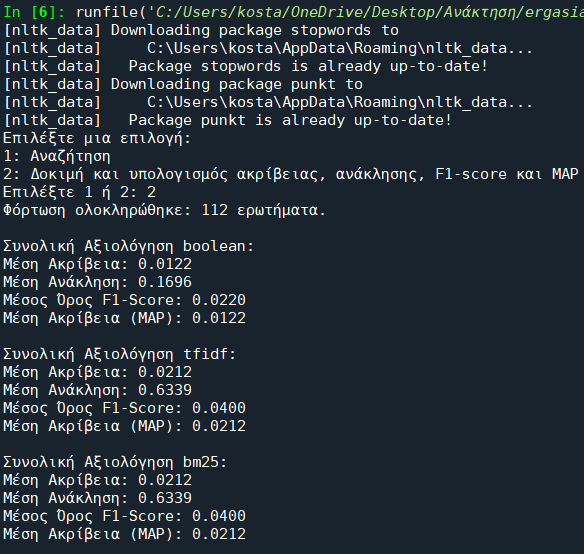 In [6]: runfile('C:/Users/kosta/OneDrive/Desktop/Ανάκτηση/ergasia
[nltk_data] Downloading package stopwords to
[nltk_data]     C:\Users\kosta\AppData\Roaming\nltk_data...
[nltk_data]   Package stopwords is already up-to-date!
[nltk_data] Downloading package punkt to
[nltk_data]     C:\Users\kosta\AppData\Roaming\nltk_data...
[nltk_data]   Package punkt is already up-to-date!
Επιλέξτε μια επιλογή:
1: Αναζήτηση
2: Δοκιμή και υπολογισμός ακρίβειας, ανάκλησης, F1-score και MAP
Επιλέξτε 1 ή 2: 2
Φόρτωση ολοκληρώθηκε: 112 ερωτήματα.

Συνολική Αξιολόγηση boolean:
Μέση Ακρίβεια: 0.0122
Μέση Ανάκληση: 0.1696
Μέσος Όρος F1-Score: 0.0220
Μέση Ακρίβεια (MAP): 0.0122

Συνολική Αξιολόγηση tfidf:
Μέση Ακρίβεια: 0.0212
Μέση Ανάκληση: 0.6339
Μέσος Όρος F1-Score: 0.0400
Μέση Ακρίβεια (MAP): 0.0212

Συνολική Αξιολόγηση bm25:
Μέση Ακρίβεια: 0.0212
Μέση Ανάκληση: 0.6339
Μέσος Όρος F1-Score: 0.0400
Μέση Ακρίβεια (MAP): 0.0212